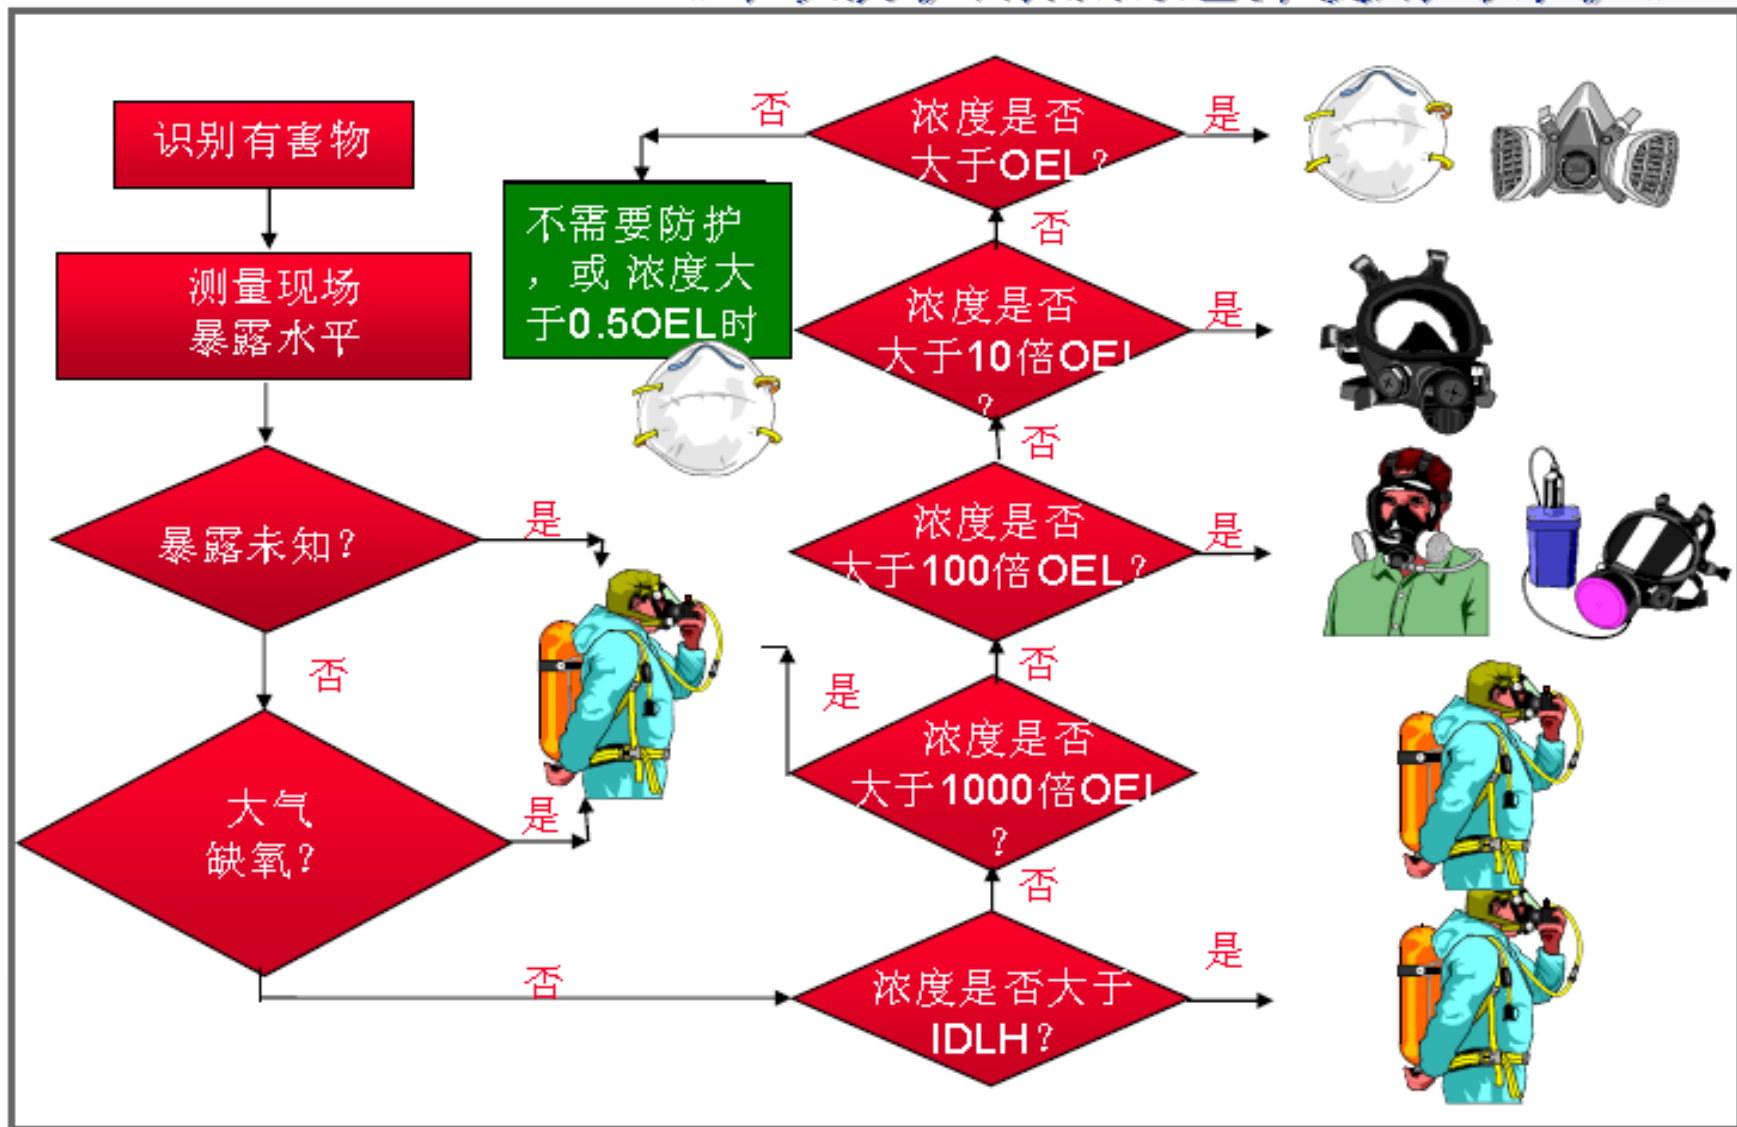 识别有害物
测量现场
暴露水平
暴露未知？
是
否
大气
缺氧？
是
否
浓度是否大于
IDLH？
是
否
浓度是否
大于1000倍OEL
？
是
否
浓度是否
大于100倍OEL？
是
否
浓度是否
大于10倍OEL
？
是
否
浓度是否
大于OEL？
是
否
不需要防护
，或 浓度大
于0.5OEL时